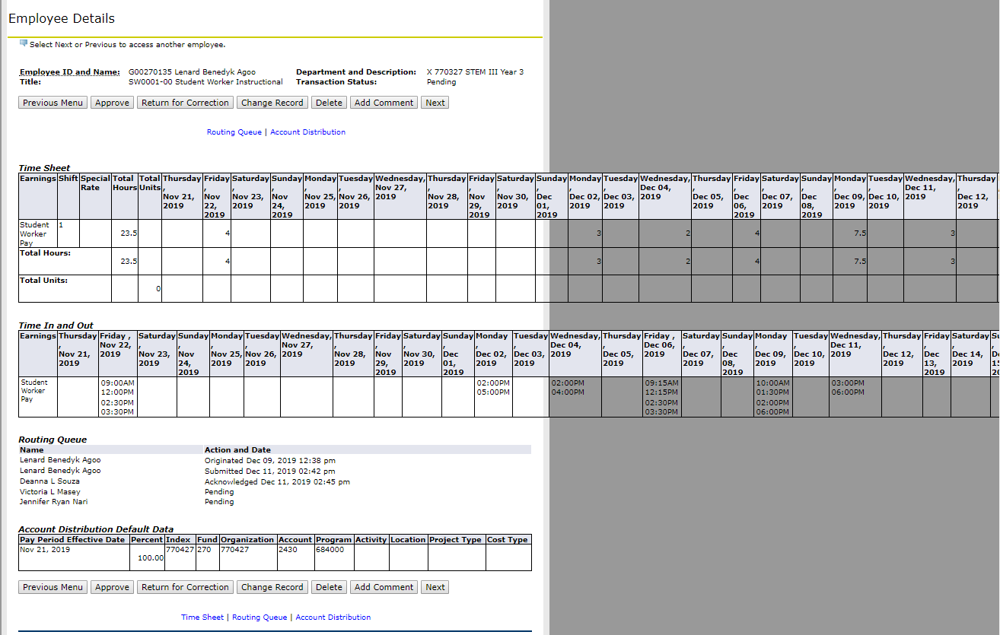 Employee Details
Select Next or Previous to access another employee.
Employee ID and Name: G00270135 Lenard Benedyk Agoo Department and Description: X 770327 STEM III Year 3
Title: SW0001-00 Student Worker Instructional Transaction Status: Pending
Previous Menu Approve Return for Correction Change Record Delete Add Comment Next
Routing Queue | Account Distribution
Time Sheet
Earnings Shift Special Rate Total Hours Total Units Thursday, Nov 21, 2019 Friday, Nov 22, 2019 Saturday, Nov 23, 2019 Sunday, Nov 24, 2019 Monday, Nov 25, 2019 Tuesday, Nov 26, 2019 Wednesday, Nov 27, 2019 Thursday, Nov 28, 2019 Friday, Nov 29, 2019 Saturday, Nov 30, 2019 Sunday, Dec 01, 2019 Monday, Dec 02, 2019 Tuesday, Dec 03, 2019 Wednesday, Dec 04, 2019 Thursday, Dec 05, 2019 Friday, Dec 06, 2019 Saturday, Dec 07, 2019 Sunday, Dec 08, 2019 Monday, Dec 09, 2019 Tuesday, Dec 10, 2019 Wednesday, Dec 11, 2019 Thursday, Dec 12, 2019
Student Worker Pay 1 23.5 4 3 2 4 7.5 3
Total Hours: 23.5 4 3 2 4 7.5 3
Total Units: 0
Time In and Out
Earnings Thursday, Nov 21, 2019 Friday , Nov 22, 2019 Saturday, Nov 23, 2019 Sunday, Nov 24, 2019 Monday, Nov 25, 2019 Tuesday, Nov 26, 2019 Wednesday, Nov 27, 2019 Thursday, Nov 28, 2019 Friday, Nov 29, 2019 Saturday, Nov 30, 2019 Sunday, Dec 01, 2019 Monday, Dec 02, 2019 Tuesday, Dec 03, 2019 Wednesday, Dec 04, 2019 Thursday, Dec 05, 2019 Friday , Dec 06, 2019 Saturday, Dec 07, 2019 Sunday, Dec 08, 2019 Monday, Dec 09, 2019 Tuesday, Dec 10, 2019 Wednesday, Dec 11, 2019 Thursday, Dec 12, 2019 Friday, Dec 13, 2019 Saturday, Dec 14, 2019
Student Worker Pay 09:00AM 02:00PM 02:00PM 09:15AM 10:00AM 03:00PM
12:00PM 05:00PM 04:00PM 12:15PM 01:30PM 06:00PM
02:30PM 02:30PM 02:00PM
03:30PM 03:30PM 06:00PM
Routing Queue
Name Action and Date
Lenard Benedyk Agoo Originated Dec 09, 2019 12:38 pm
Lenard Benedyk Agoo Submitted Dec 11, 2019 02:42 pm
Deanna L Souza Acknowledged Dec 11, 2019 02:45 pm
Victoria L Masey Pending
Jennifer Ryan Nari Pending
Account Distribution Default Data
Pay Period Effective Date Percent Index Fund Organization Account Program Activity Location Project Type Cost Type
Nov 21, 2019 100.00 770427 270 770427 2430 684000
Previous Menu Approve Return for Correction Change Record Delete Add Comment Next
Time Sheet | Routing Queue | Account Distribution